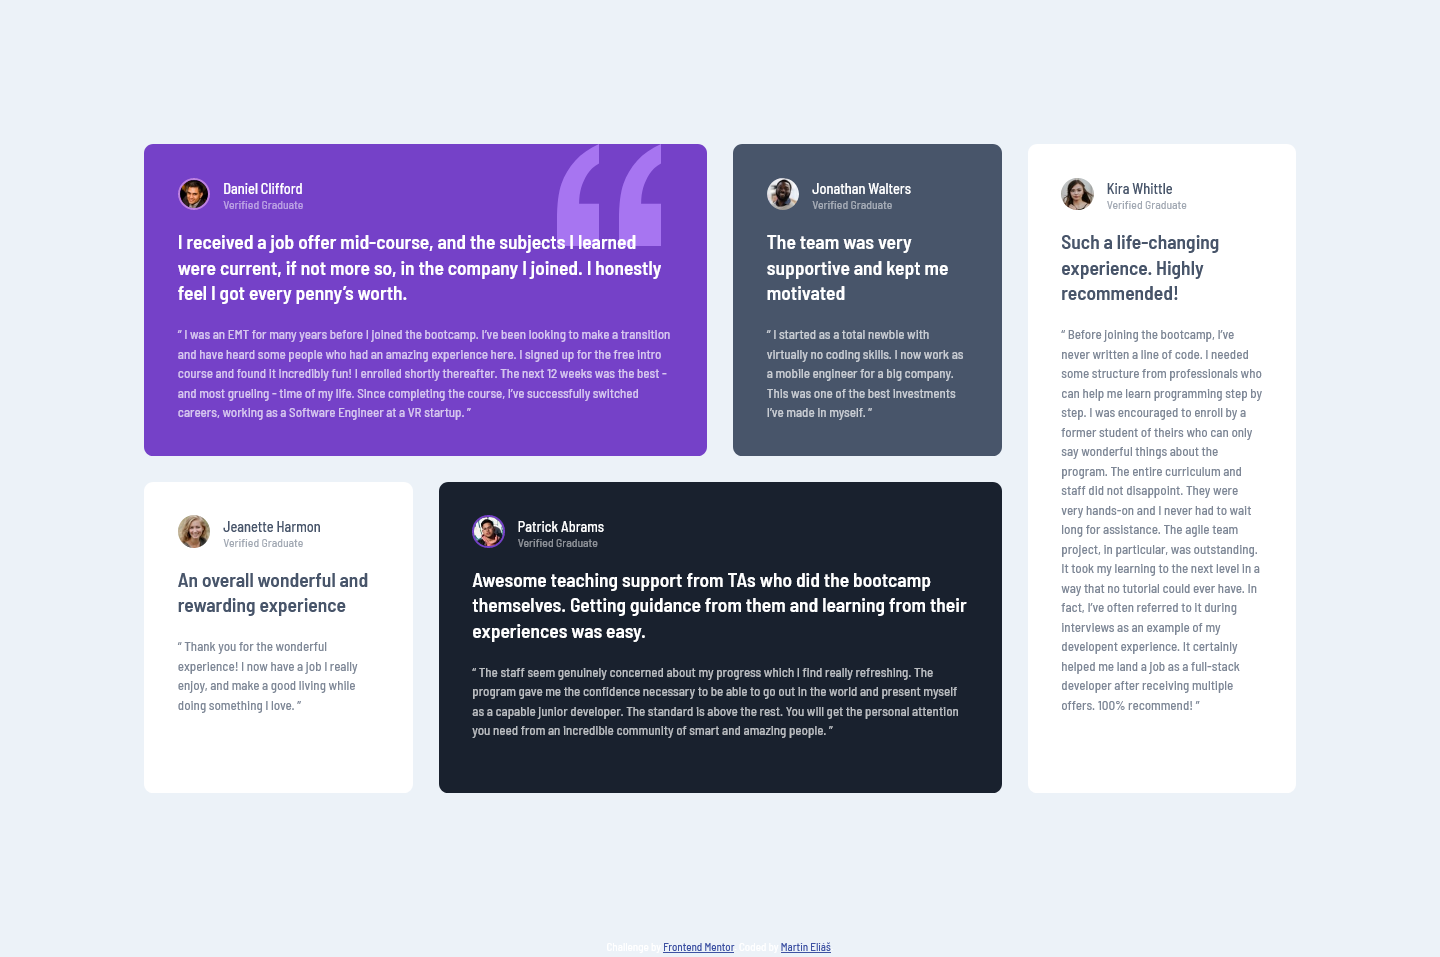 Daniel Clifford
Verified Graduate
I received a job offer mid-course, and the subjects I learned
were current, if not more so, in the company I joined. I honestly
feel I got every penny’s worth.
“ I was an EMT for many years before I joined the bootcamp. I’ve been looking to make a transition
and have heard some people who had an amazing experience here. I signed up for the free intro
course and found it incredibly fun! I enrolled shortly thereafter. The next 12 weeks was the best -
and most grueling - time of my life. Since completing the course, I’ve successfully switched
careers, working as a Software Engineer at a VR startup. ”
Jonathan Walters
Verified Graduate
The team was very
supportive and kept me
motivated
“ I started as a total newbie with
virtually no coding skills. I now work as
a mobile engineer for a big company.
This was one of the best investments
I’ve made in myself. ”
Kira Whittle
Verified Graduate
Such a life-changing
experience. Highly
recommended!
“ Before joining the bootcamp, I’ve
never written a line of code. I needed
some structure from professionals who
can help me learn programming step by
step. I was encouraged to enroll by a
former student of theirs who can only
say wonderful things about the
program. The entire curriculum and
staff did not disappoint. They were
very hands-on and I never had to wait
long for assistance. The agile team
project, in particular, was outstanding.
It took my learning to the next level in a
way that no tutorial could ever have. In
fact, I’ve often referred to it during
interviews as an example of my
developent experience. It certainly
helped me land a job as a full-stack
developer after receiving multiple
offers. 100% recommend! ”
Jeanette Harmon
Verified Graduate
An overall wonderful and
rewarding experience
“ Thank you for the wonderful
experience! I now have a job I really
enjoy, and make a good living while
doing something I love. ”
Patrick Abrams
Verified Graduate
Awesome teaching support from TAs who did the bootcamp
themselves. Getting guidance from them and learning from their
experiences was easy.
“ The staff seem genuinely concerned about my progress which I find really refreshing. The
program gave me the confidence necessary to be able to go out in the world and present myself
as a capable junior developer. The standard is above the rest. You will get the personal attention
you need from an incredible community of smart and amazing people. ”
Challenge by Frontend Mentor. Coded by Martin Eliáš